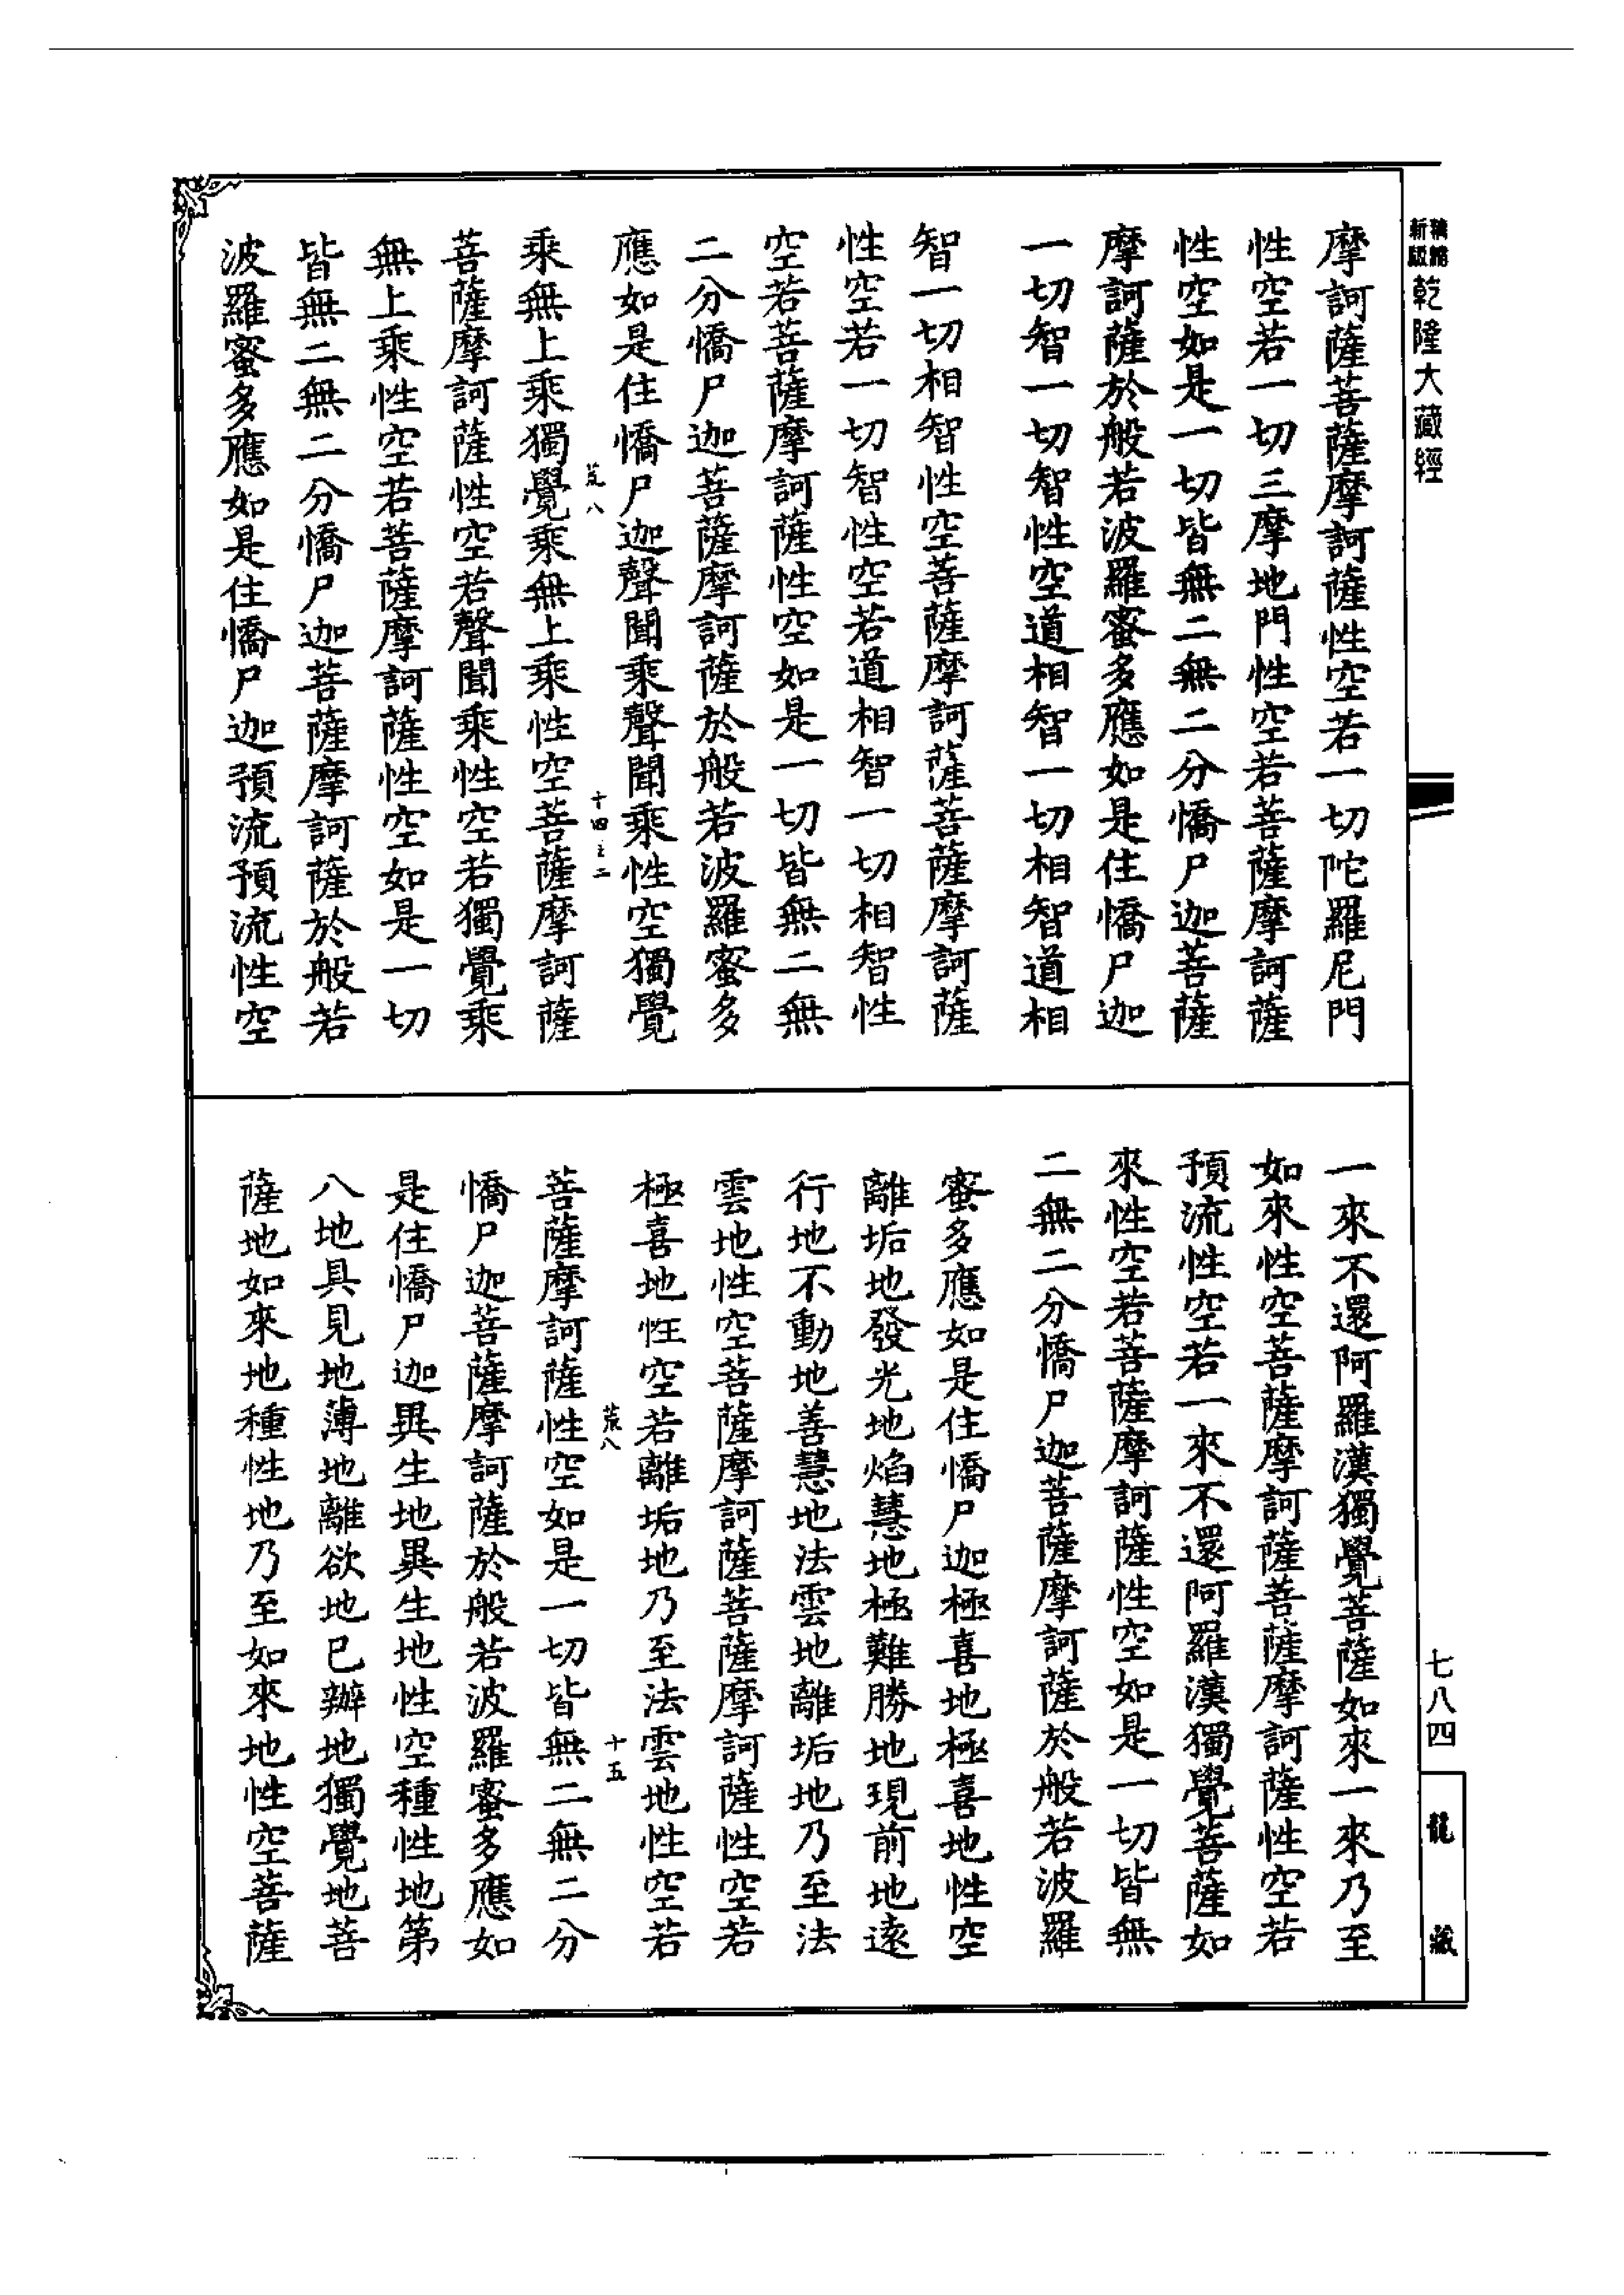 新版
精縮
乾隆大藏經
摩訶薩菩薩摩訶薩性空若一切陀羅尼門
性空若一切三摩地門性空若菩薩摩訶薩
性空如是一切皆無二無二分憍尸迦菩薩
摩訶薩於般若波羅蜜多應如是住憍尸迦
一切智一切智性空道相智一切相智道相
智一切相智性空菩薩摩訶薩菩薩摩訶薩
性空若一切智性空若道相智一切相智性
空若菩薩摩訶薩性空如是一切皆無二無
二分憍尸迦菩薩摩訶薩於般若波羅蜜多
應如是住憍尸迦聲聞乘聲聞乘性空獨覺
荒八
十四之二
乘無上乘獨覺乘無上乘性空菩薩摩訶薩
菩薩摩訶薩性空若聲聞乘性空若獨覺乘
無上乘性空若菩薩摩訶薩性空如是一切
皆無二無二分憍尸迦菩薩摩訶薩於般若
波羅蜜多應如是住憍尸迦預流預流性空
一來不還阿羅漢獨覺菩薩如來一來乃至
如來性空菩薩摩訶薩菩薩摩訶薩性空若
預流性空若一來不還阿羅漢獨覺菩薩如
來性空若菩薩摩訶薩性空如是一切皆無
二無二分憍尸迦菩薩摩訶薩於般若波羅
蜜多應如是住憍尸迦極喜地極喜地性空
離垢地發光地焰慧地極難勝地現前地遠
行地不動地善慧地法雲地離垢地乃至法
雲地性空菩薩摩訶薩菩薩摩訶薩性空若
極喜地性空若離垢地乃至法雲地性空若
荒八
十五
菩薩摩訶薩性空如是一切皆無二無二分
憍尸迦菩薩摩訶薩於般若波羅蜜多應如
是住憍尸迦異生地異生地性空種性地第
八地具見地薄地離欲地已辦地獨覺地菩
薩地如來地種性地乃至如來地性空菩薩
七八四
龍藏